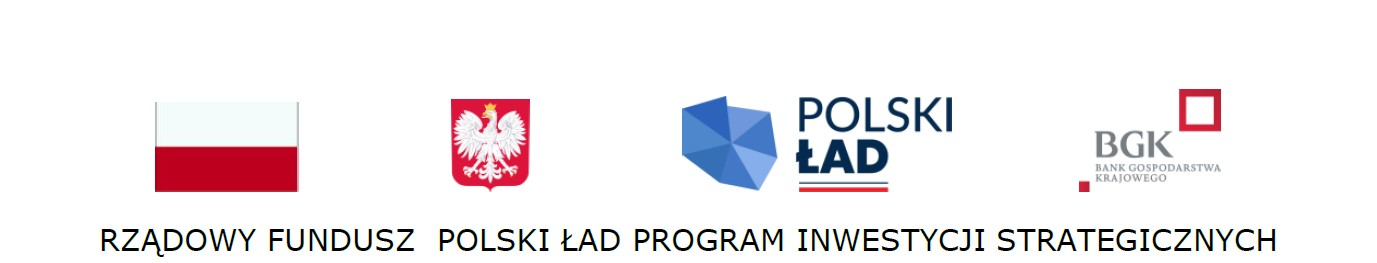 POLSKI
ŁAD
BGK
BANK GOSPODARSTWA
KRAJOWEGO
RZĄDOWY FUNDUSZ POLSKI ŁAD PROGRAM INWESTYCJI STRATEGICZNYCH